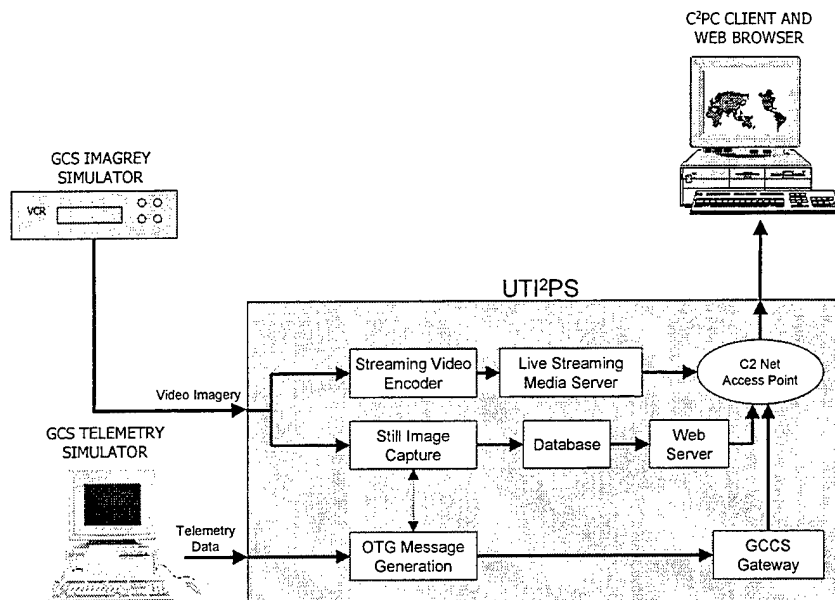 C²PC CLIENT AND
WEB BROWSER
GCS IMAGREY
SIMULATOR
VCR
UTI²PS
Streaming Video
Encoder
Live Streaming
Media Server
C2 Net
Access Point
Video Imagery
GCS TELEMETRY
SIMULATOR
Still Image
Capture
Database
Web
Server
Telemetry
Data
OTG Message
Generation
GCCS
Gateway